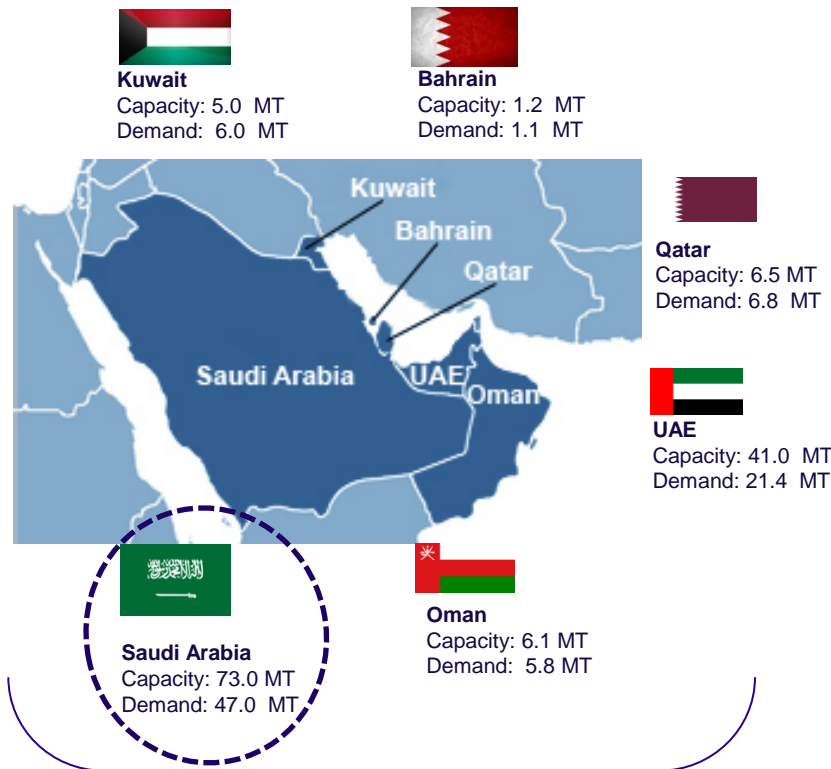 Kuwait
Capacity: 5.0 MT
Demand: 6.0 MT
Bahrain
Capacity: 1.2 MT
Demand: 1.1 MT
Kuwait
Bahrain
Qatar
Saudi Arabia
UAE
Oman
Qatar
Capacity: 6.5 MT
Demand: 6.8 MT
UAE
Capacity: 41.0 MT
Demand: 21.4 MT
Saudi Arabia
Capacity: 73.0 MT
Demand: 47.0 MT
Oman
Capacity: 6.1 MT
Demand: 5.8 MT